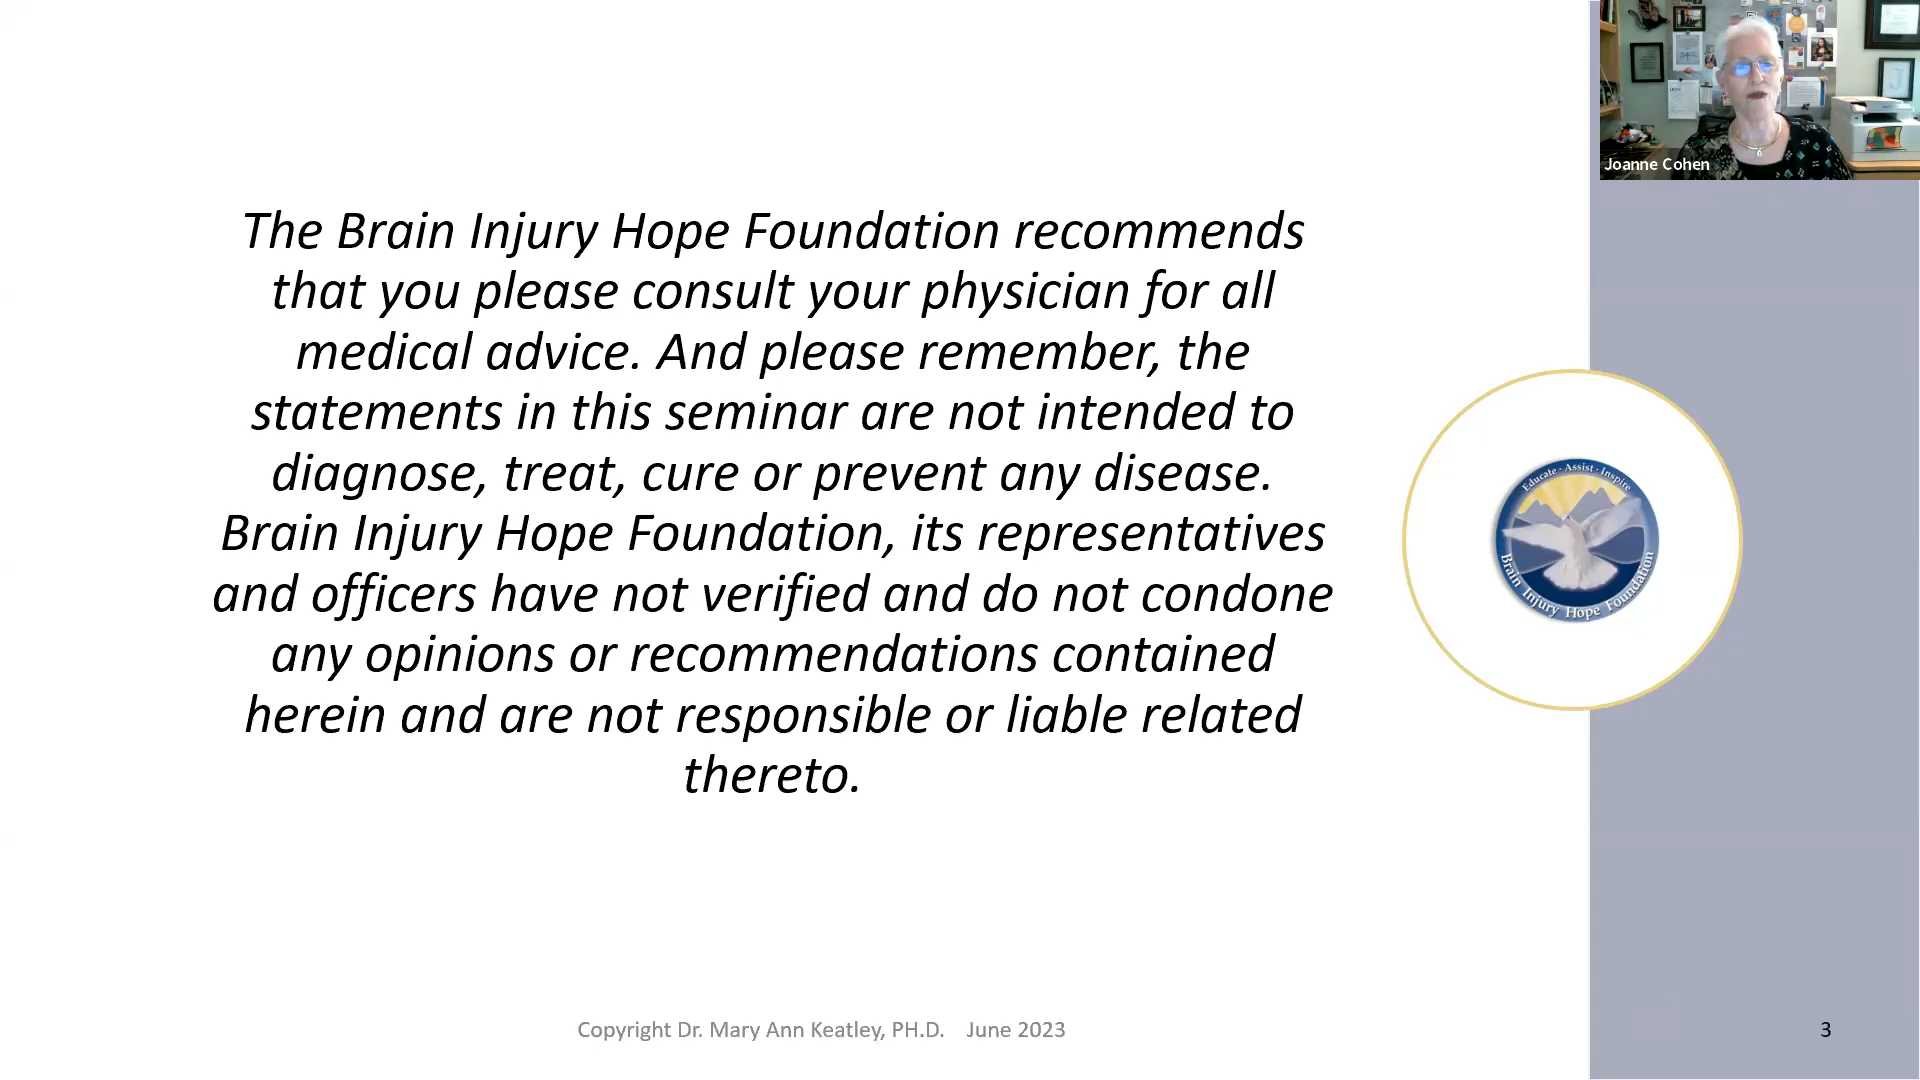 Joanne Cohen
The Brain Injury Hope Foundation recommends
that you please consult your physician for all
medical advice. And please remember, the
statements in this seminar are not intended to
diagnose, treat, cure or prevent any disease.
Brain Injury Hope Foundation, its representatives
and officers have not verified and do not condone
any opinions or recommendations contained
herein and are not responsible or liable related
thereto.
Educate · Assist · Inspire
Brain Injury Hope Foundation
Copyright Dr. Mary Ann Keatley, PH.D. June 2023
3